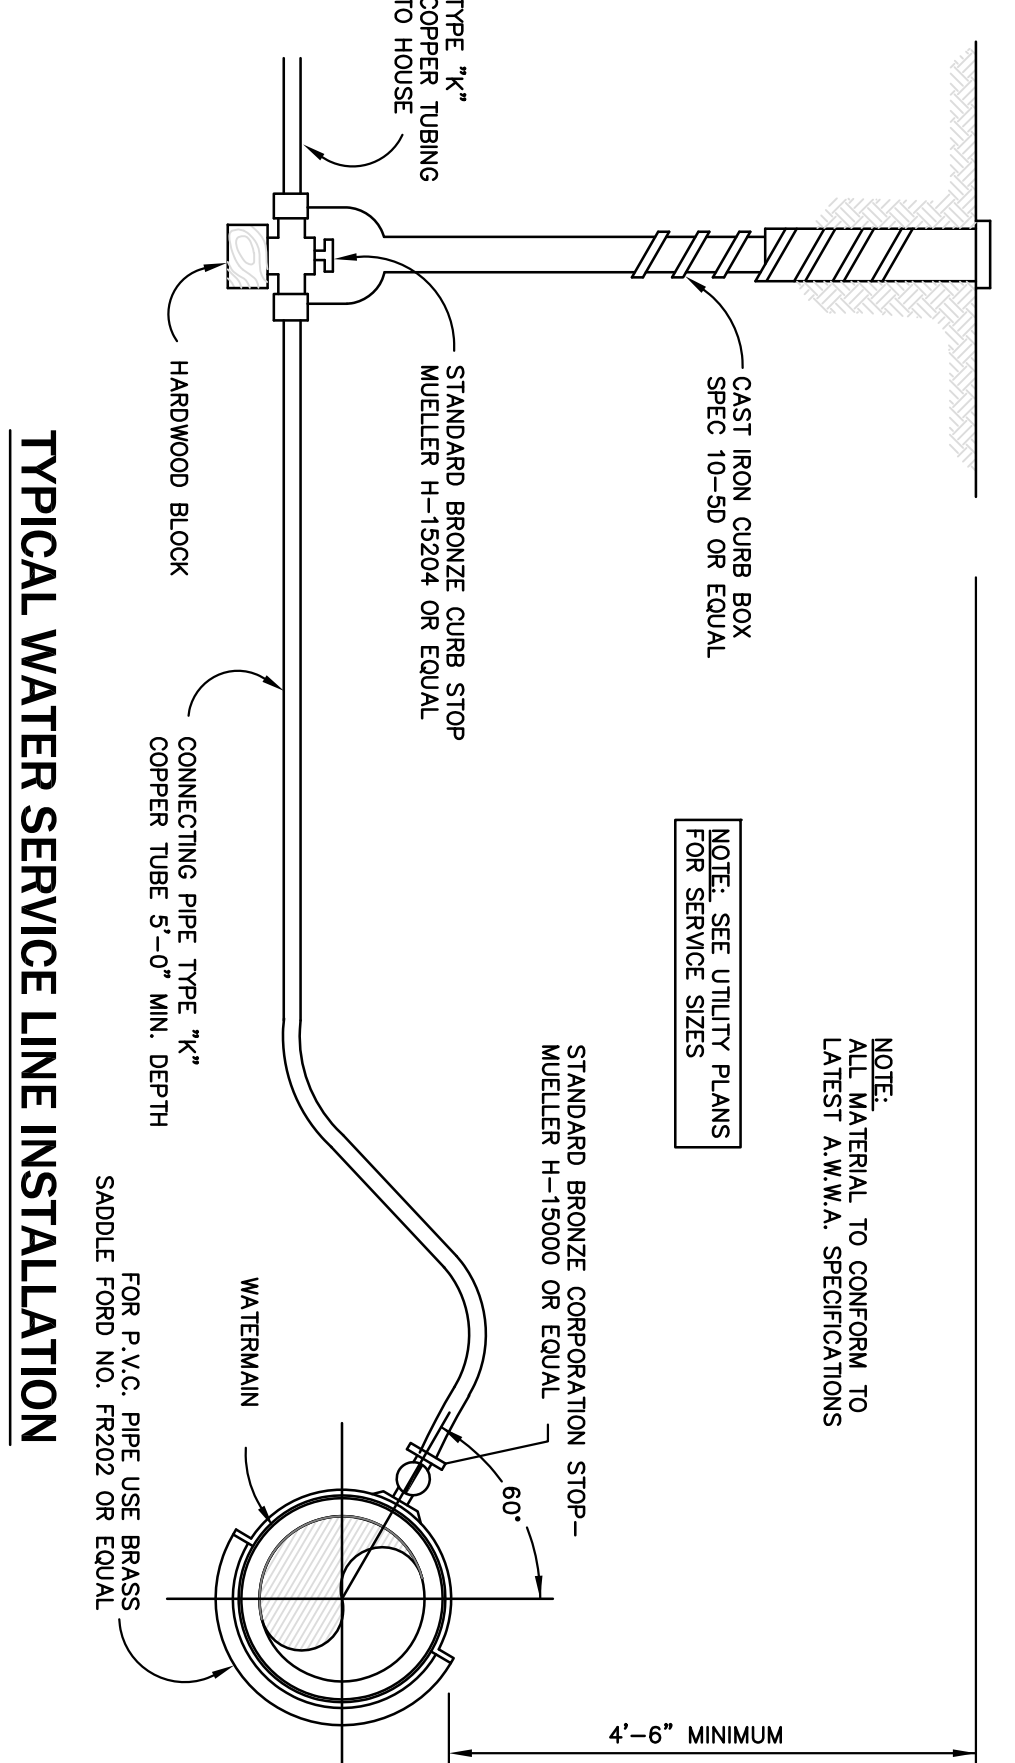 NOTE:
ALL MATERIAL TO CONFORM TO
LATEST A.W.W.A. SPECIFICATIONS
4'-6" MINIMUM
CAST IRON CURB BOX
SPEC 10-5D OR EQUAL
NOTE: SEE UTILITY PLANS
FOR SERVICE SIZES
STANDARD BRONZE CORPORATION STOP-
MUELLER H-15000 OR EQUAL
60°
TYPE "K"
COPPER TUBING
TO HOUSE
STANDARD BRONZE CURB STOP
MUELLER H-15204 OR EQUAL
HARDWOOD BLOCK
CONNECTING PIPE TYPE "K"
COPPER TUBE 5'-0" MIN. DEPTH
WATERMAIN
FOR P.V.C. PIPE USE BRASS
SADDLE FORD NO. FR202 OR EQUAL
TYPICAL WATER SERVICE LINE INSTALLATION